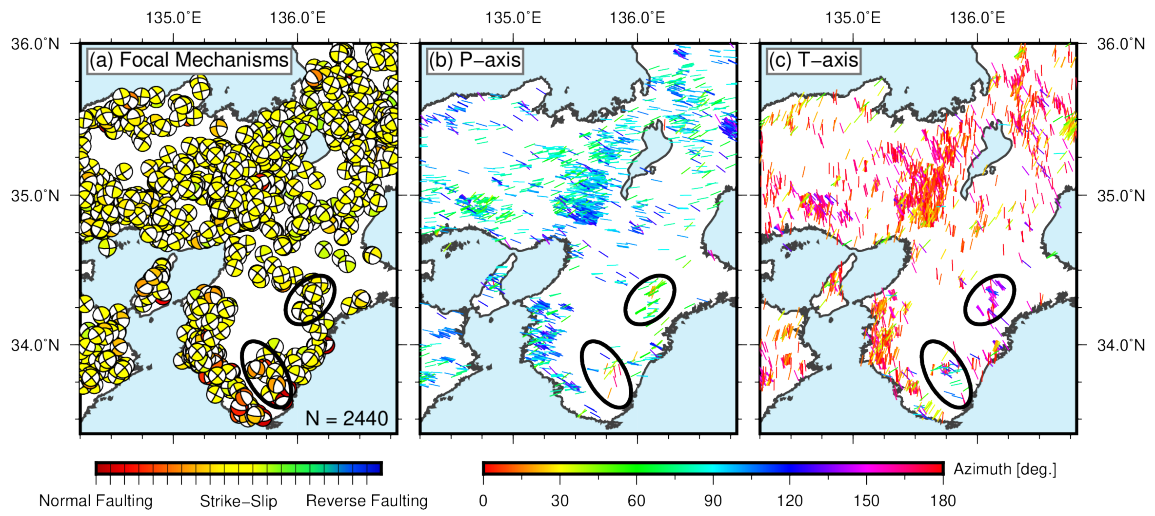 135.0°E 136.0°E 135.0°E 136.0°E 135.0°E 136.0°E
36.0°N (a) Focal Mechanisms (b) P−axis (c) T−axis 36.0°N
35.0°N 35.0°N
34.0°N 34.0°N
N = 2440
Azimuth [deg.]
Normal Faulting Strike−Slip Reverse Faulting 0 30 60 90 120 150 180